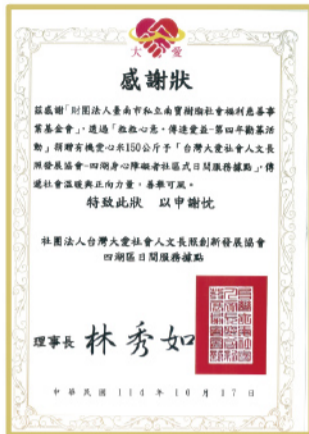 大愛
感謝狀
茲感謝「財團法人臺南市私立南寶樹脂社會福利慈善事
業基金會」,透過「粒粒心意,傳遞愛益-第四年勸募活
動」捐贈有機愛心米150公斤予「台灣大愛社會人文長
照發展協會-四湖身心障礙者社區式日間服務據點」,傳
遞社會溫暖與正向力量,善舉可風。
特致此狀 以申謝忱
社團法人台灣大愛社會人文長照創新發展協會
四湖區日間服務據點
理事長 林秀如
中華民國 114 年 10 月 17 日